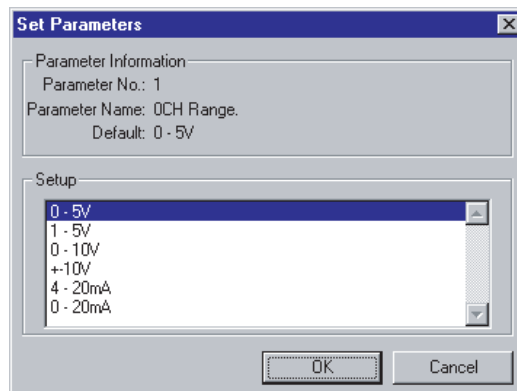 Set Parameters
Parameter Information
Parameter No.: 1
Parameter Name: 0CH Range.
Default: 0 - 5V
Setup
0 - 5V
1 - 5V
0 - 10V
+-10V
4 - 20mA
0 - 20mA
OK
Cancel